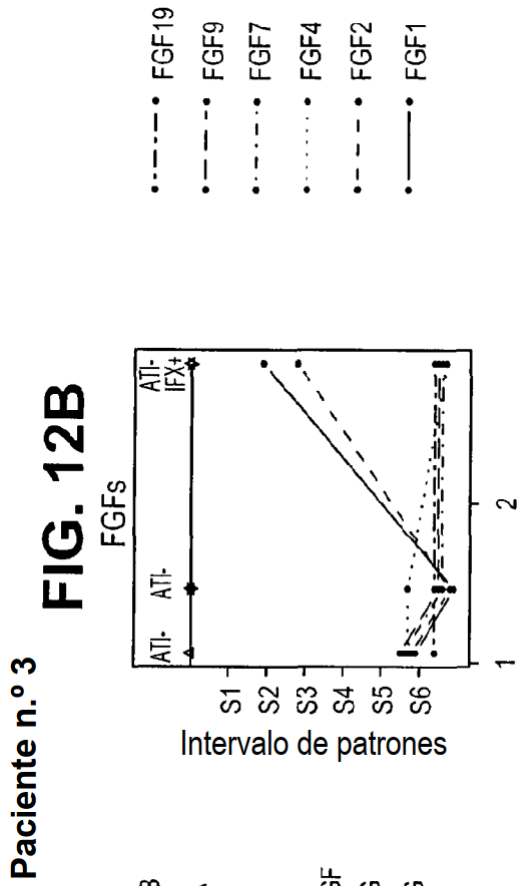 Paciente n.º 3
FIG. 12B
FGFs
ATI- ATI- ATI-
IFX+
S1
S2
S3
S4
S5
S6
Intervalo de patrones
1 2
FGF19
FGF9
FGF7
FGF4
FGF2
FGF1